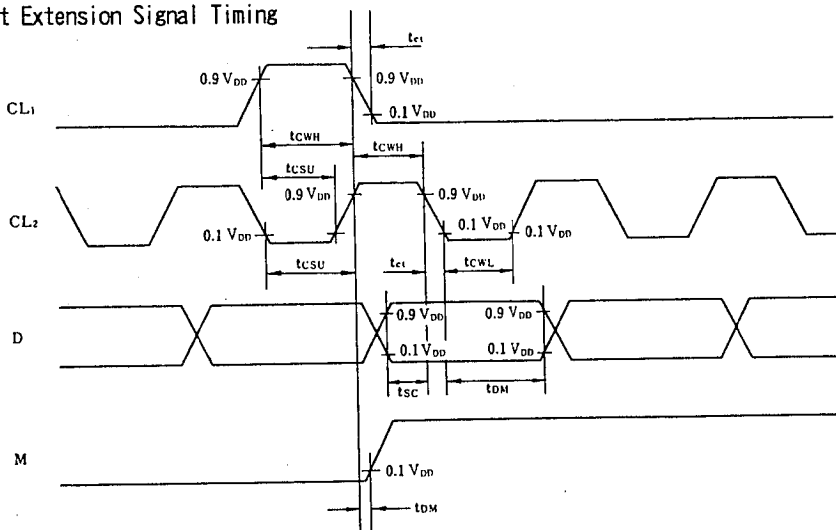 t Extension Signal Timing
tct
0.9 VDD
0.9 VDD
0.1 VDD
CL1
tCWH
tCWH
tCSU
0.9 VDD
0.9 VDD
CL2
0.1 VDD
0.1 VDD
0.1 VDD
tCSU
tct
tCWL
D
0.9 VDD
0.9 VDD
0.1 VDD
0.1 VDD
tSC
tDM
M
0.1 VDD
tDM